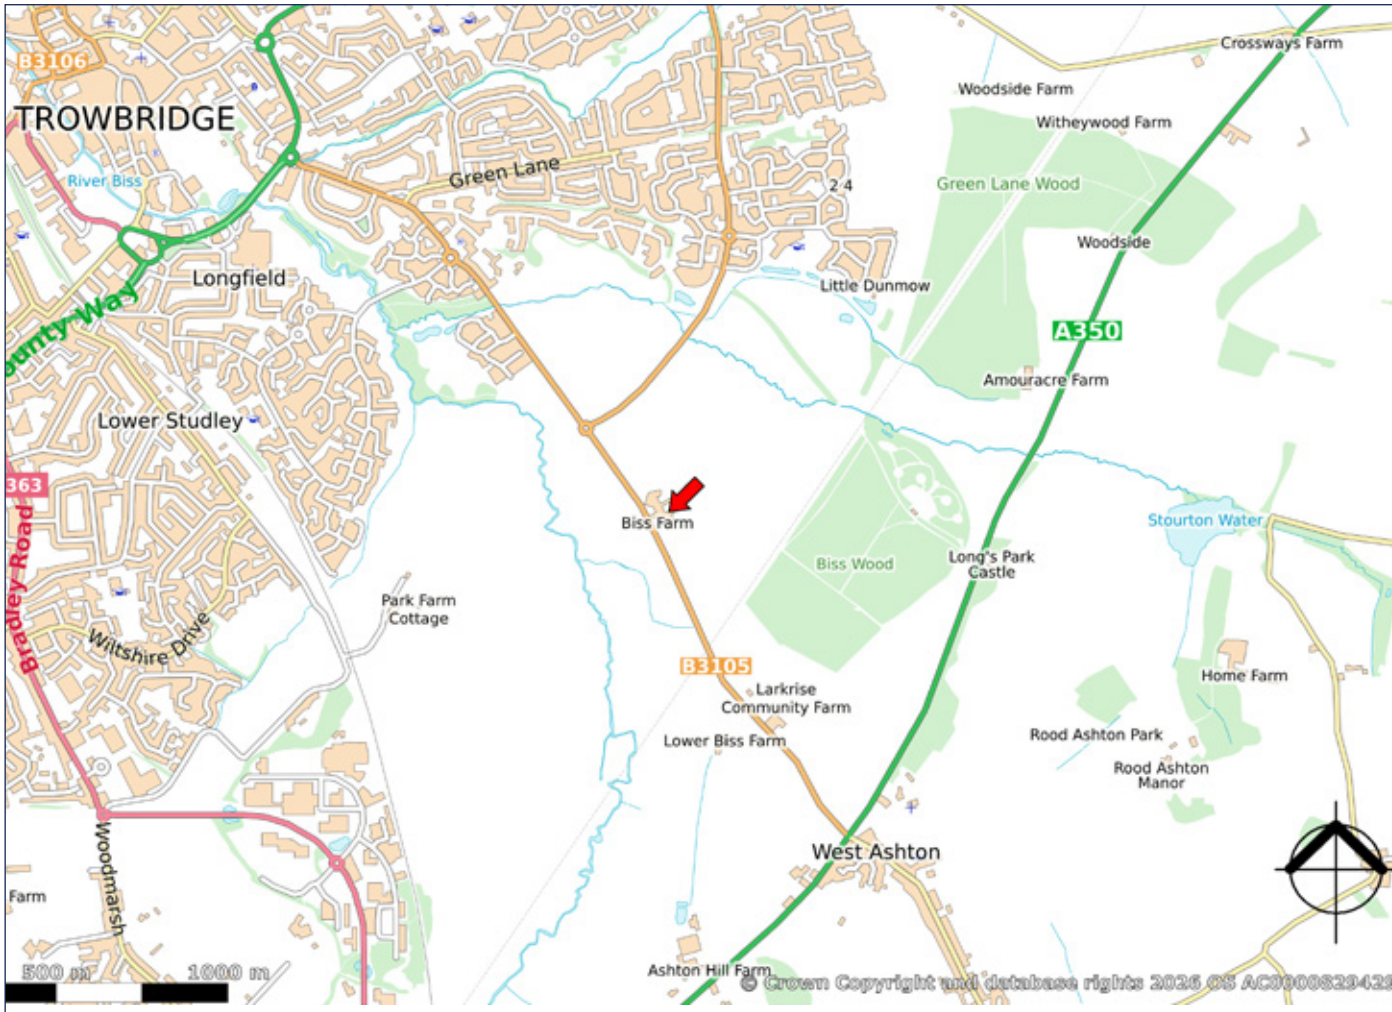 Crossways Farm
B3106
Woodside Farm
TROWBRIDGE
Witheywood Farm
Green Lane
River Biss
Green Lane Wood
2 4
Woodside
Longfield
Little Dunmow
ounty Way
A350
Amouracre Farm
Lower Studley
363
Biss Farm
Stourton Water
Bradley Road
Biss Wood
Long's Park
Castle
Park Farm
Cottage
Wiltshire Drive
B3105
Home Farm
Larkrise
Community Farm
Rood Ashton Park
Lower Biss Farm
Rood Ashton
Manor
Woodmarsh
West Ashton
Farm
500 m
1000 m
Ashton Hill Farm
© Crown Copyright and database rights 2026 OS AC0000829429